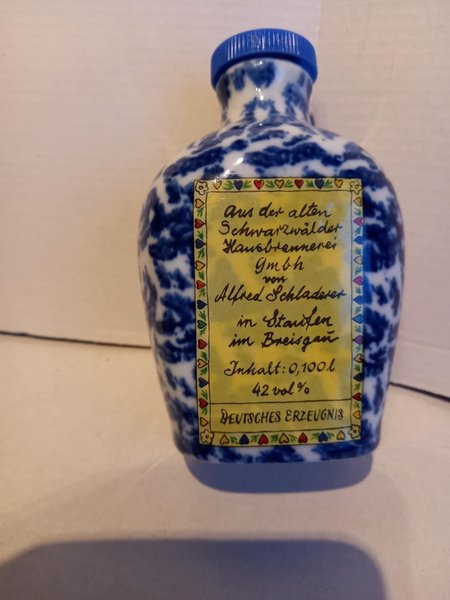 Aus der alten
Schwarzwälder
Hausbrennerei
Gmbh
von
Alfred Schladerer
in Staufen
im Breisgau
Inhalt: 0,100 l
42 vol %
DEUTSCHES ERZEUGNIS